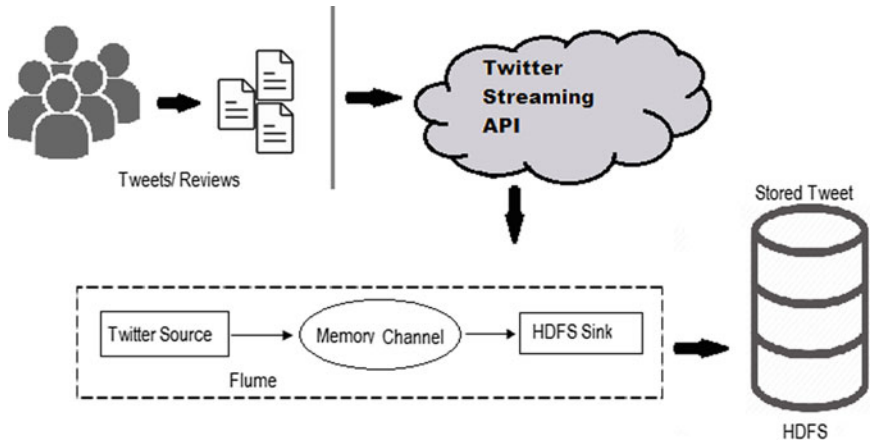 Twitter
Streaming
API
Tweets/ Reviews
Stored Tweet
Twitter Source
Memory Channel
HDFS Sink
Flume
HDFS